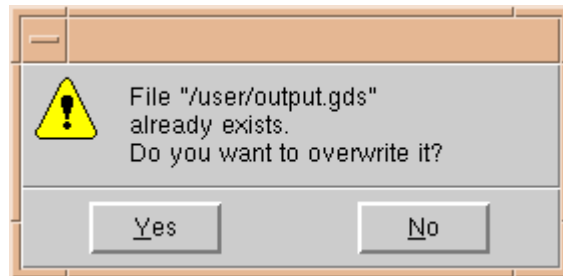 File "/user/output.gds"
already exists.
Do you want to overwrite it?
Yes
No